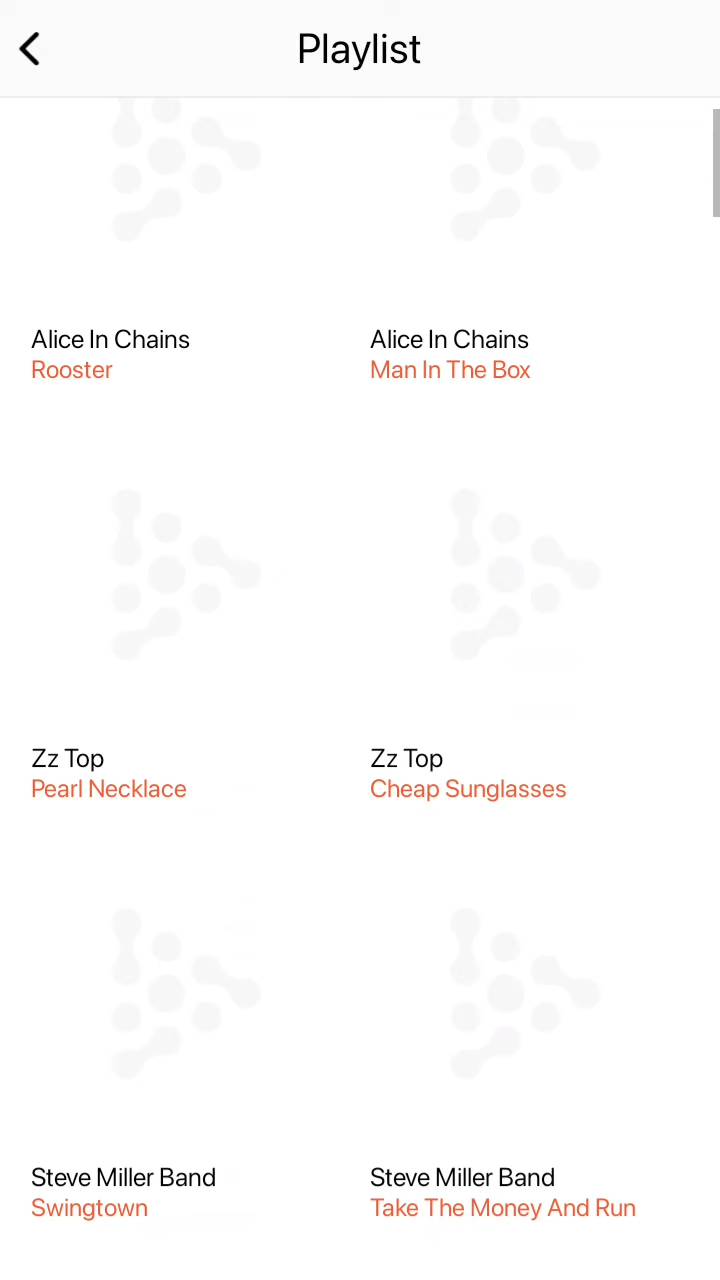 Playlist
Alice In Chains
Rooster
Alice In Chains
Man In The Box
Zz Top
Pearl Necklace
Zz Top
Cheap Sunglasses
Steve Miller Band
Swingtown
Steve Miller Band
Take The Money And Run